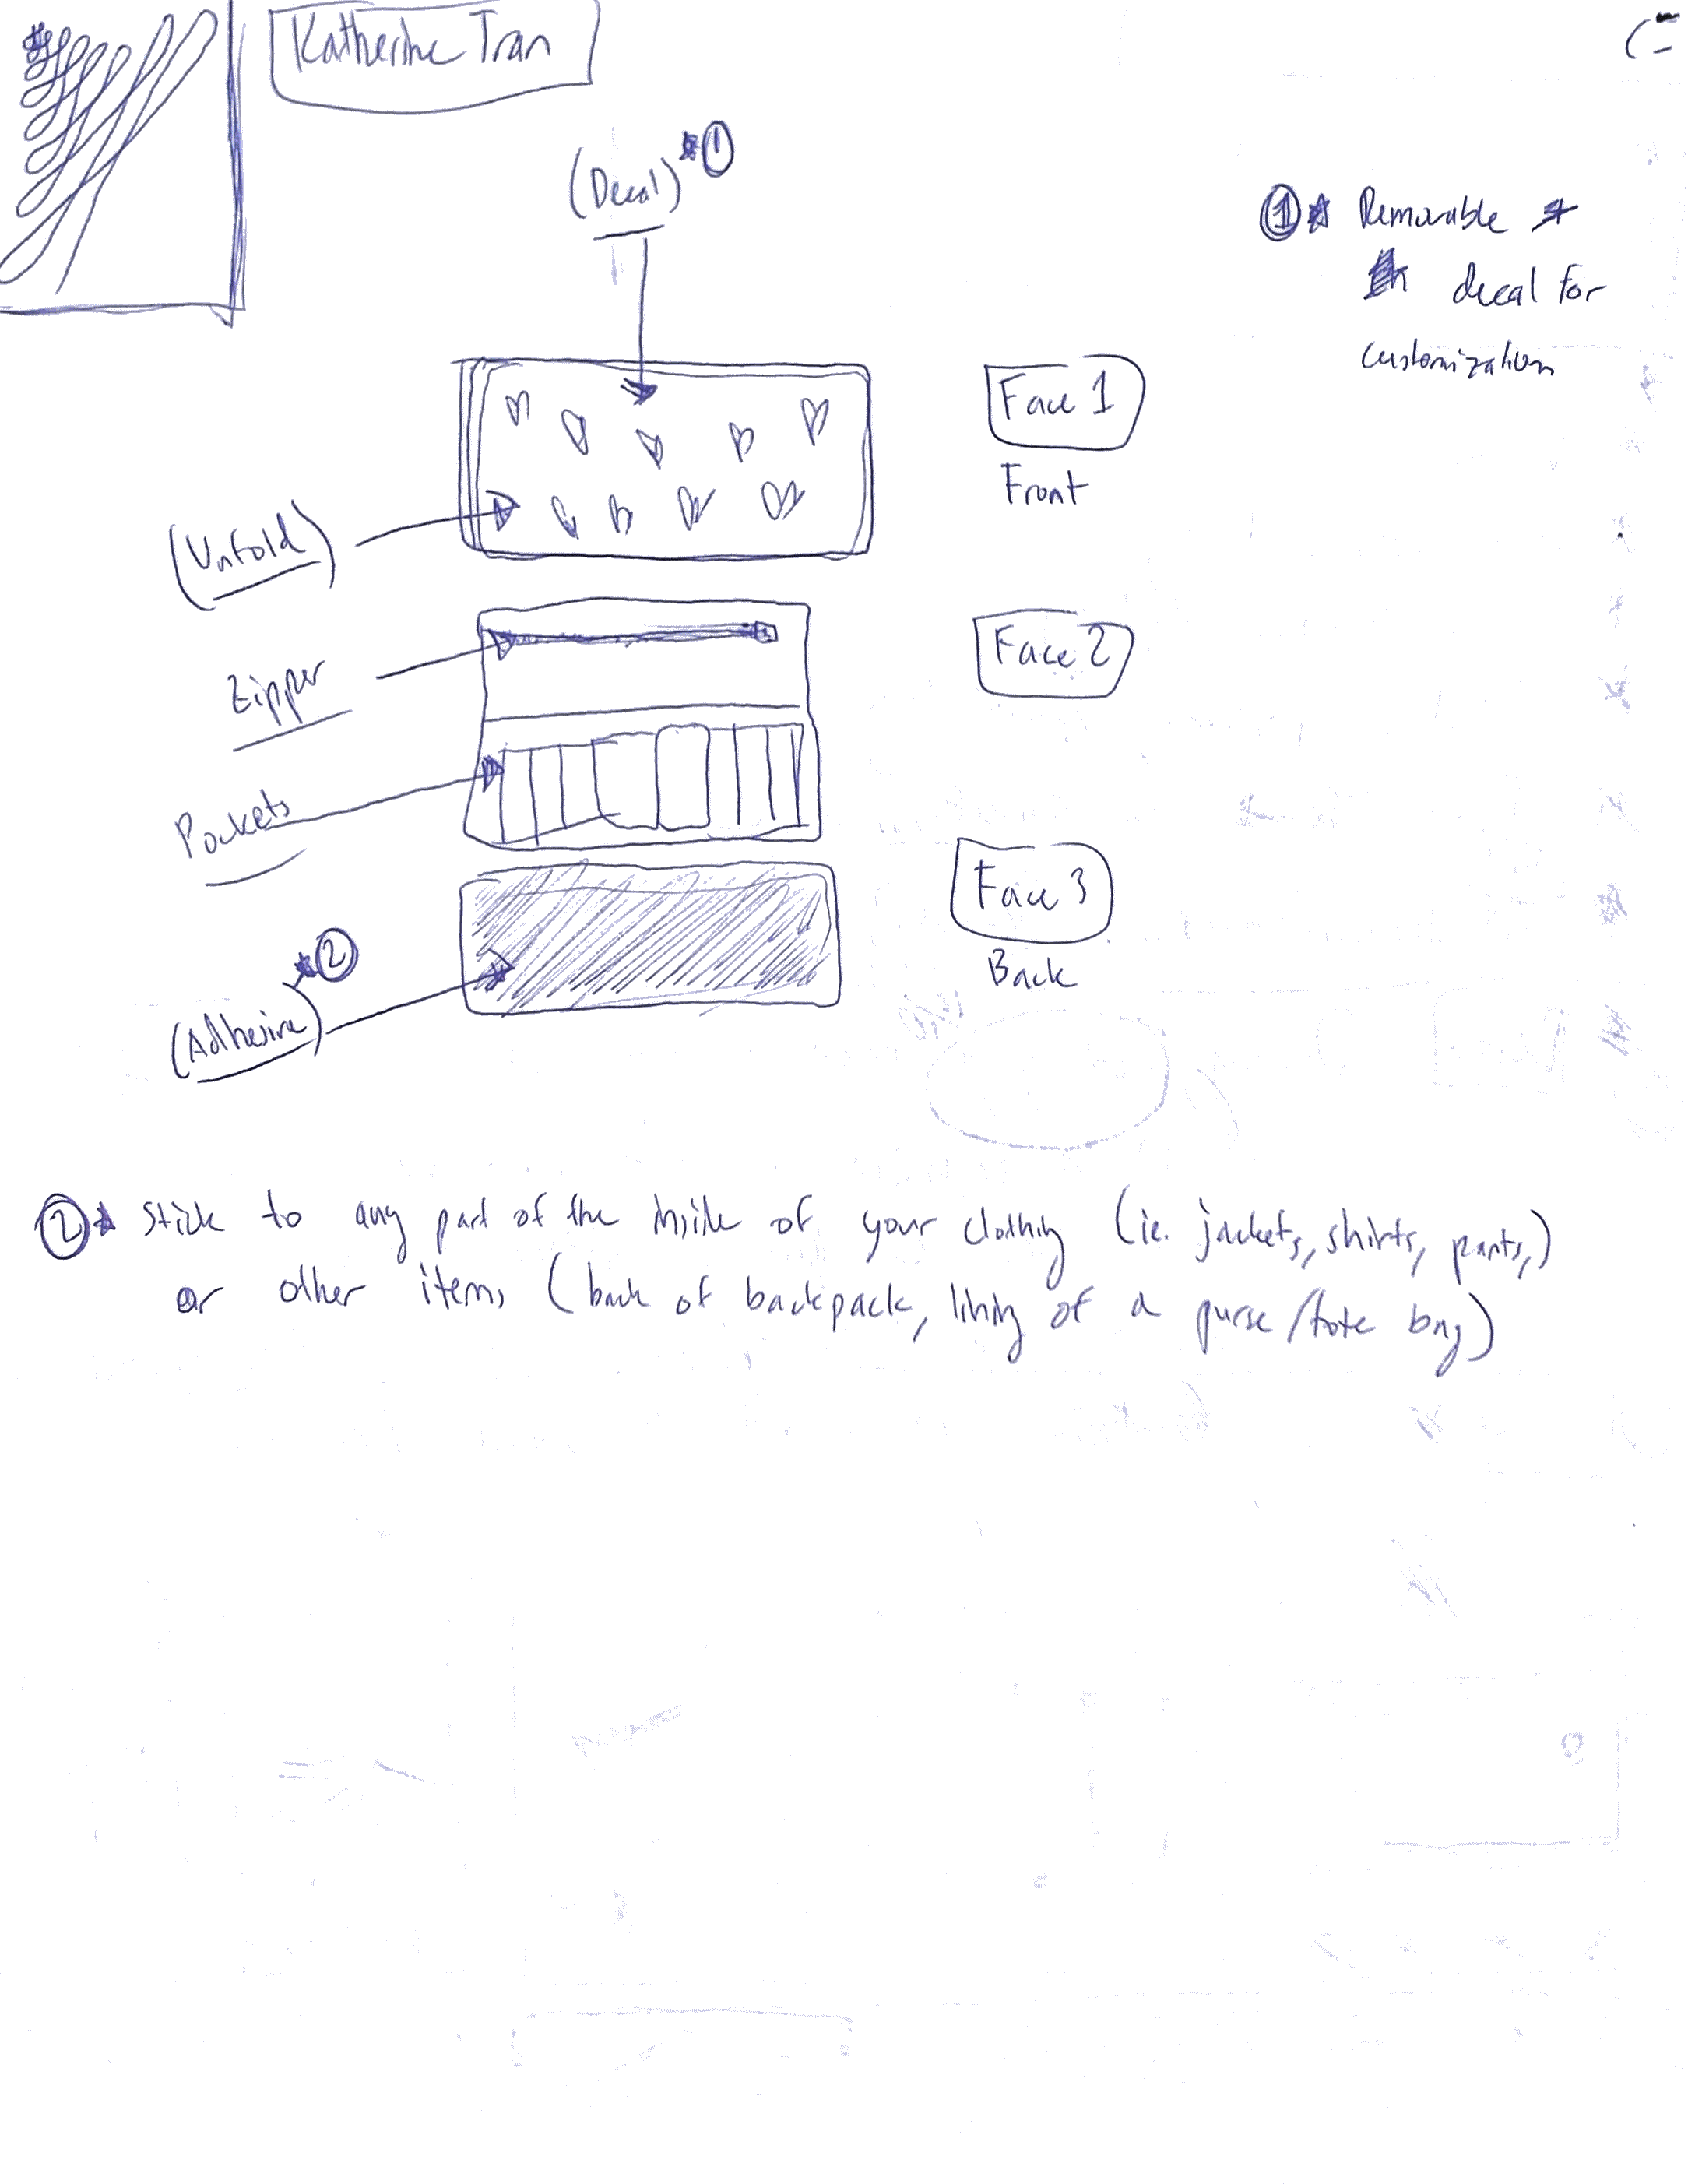 Katherine Tran
(Decal) * ①
①* Removable
decal for
customization
Face 1
Front
(Unfold)
Face 2
Zipper
Pockets
Face 3
Back
*②
(Adhesive)
②* Stick to any part of the inside of your clothing (ie. jackets, shirts, pants,)
or other items (back of backpack, lining of a purse/tote bag)